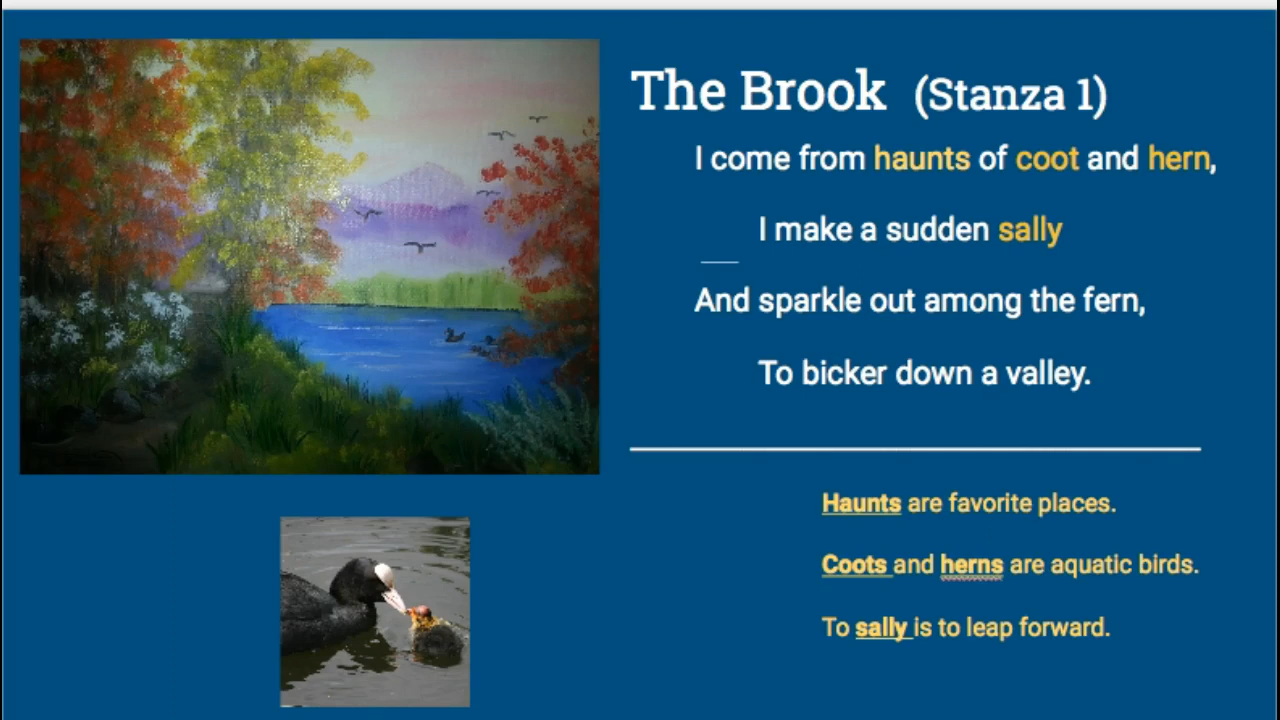 The Brook (Stanza 1)
I come from haunts of coot and hern,
I make a sudden sally
And sparkle out among the fern,
To bicker down a valley.
Haunts are favorite places.
Coots and herns are aquatic birds.
To sally is to leap forward.